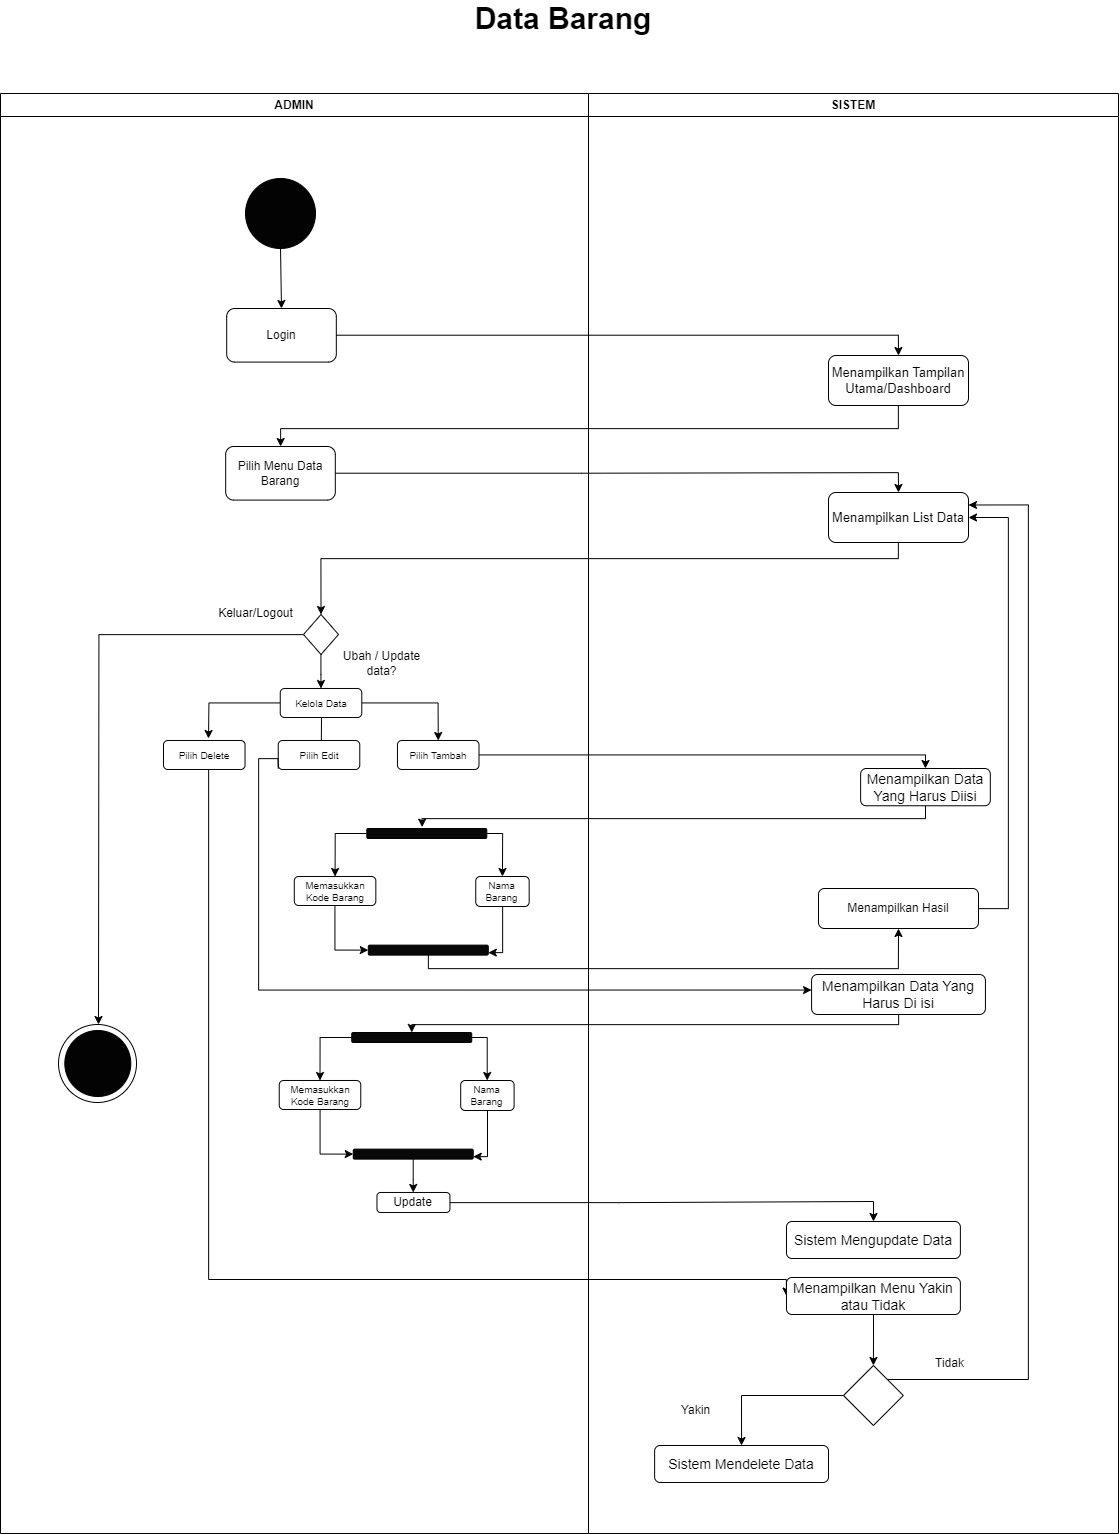 Data Barang
ADMIN
SISTEM
Login
Menampilkan Tampilan
Utama/Dashboard
Pilih Menu Data
Barang
Menampilkan List Data
Keluar/Logout
Ubah / Update
data?
Kelola Data
Pilih Delete
Pilih Edit
Pilih Tambah
Menampilkan Data
Yang Harus Diisi
Memasukkan
Kode Barang
Nama
Barang
Menampilkan Hasil
Menampilkan Data Yang
Harus Di isi
Memasukkan
Kode Barang
Nama
Barang
Update
Sistem Mengupdate Data
Menampilkan Menu Yakin
atau Tidak
Tidak
Yakin
Sistem Mendelete Data